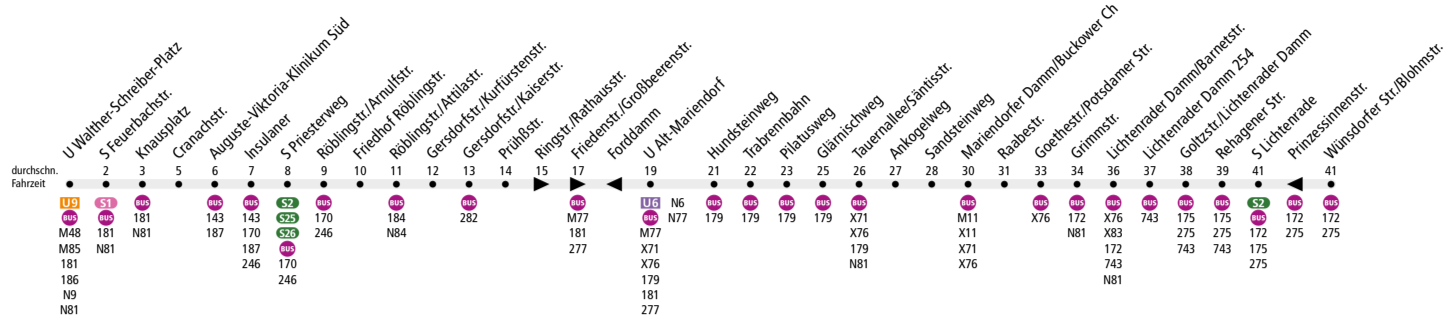 U Walther-Schreiber-Platz
S Feuerbachstr.
Knausplatz
Cranachstr.
Auguste-Viktoria-Klinikum Süd
Insulaner
S Priesterweg
Röblingstr./Arnulfstr.
Friedhof Röblingstr.
Röblingstr./Attilastr.
Gersdorfstr./Kurfürstenstr.
Gersdorfstr./Kaiserstr.
Prühßstr.
Ringstr./Rathausstr.
Friedenstr./Großbeerenstr.
Forddamm
U Alt-Mariendorf
Hundsteinweg
Trabrennbahn
Pilatusweg
Glärnischweg
Tauernallee/Säntisstr.
Ankogelweg
Sandsteinweg
Mariendorfer Damm/Buckower Ch
Raabestr.
Goethestr./Potsdamer Str.
Grimmstr.
Lichtenrader Damm/Barnetstr.
Lichtenrader Damm 254
Goltzstr./Lichtenrader Damm
Rehagener Str.
S Lichtenrade
Prinzessinnenstr.
Wünsdorfer Str./Blohmstr.
durchschn. 2 3 5 6 7 8 9 10 11 12 13 14 15 17 19 21 22 23 25 26 27 28 30 31 33 34 36 37 38 39 41 41
Fahrzeit
U9 S1 BUS BUS BUS S2 BUS BUS BUS BUS U6 N6 BUS BUS BUS BUS BUS BUS BUS BUS BUS BUS BUS BUS S2 BUS BUS
BUS BUS 181 143 143 S25 170 184 282 M77 BUS N77 179 179 179 179 X71 M11 X76 172 X76 743 175 175 BUS 172 172
M48 181 N81 187 170 S26 246 N84 181 M77 X76 X11 N81 X83 275 275 172 275 275
M85 N81 187 BUS 277 X71 179 X71 172 743 743 175
181 246 170 X76 N81 X76 743 275
186 246 179 N81
N9 181
N81 277